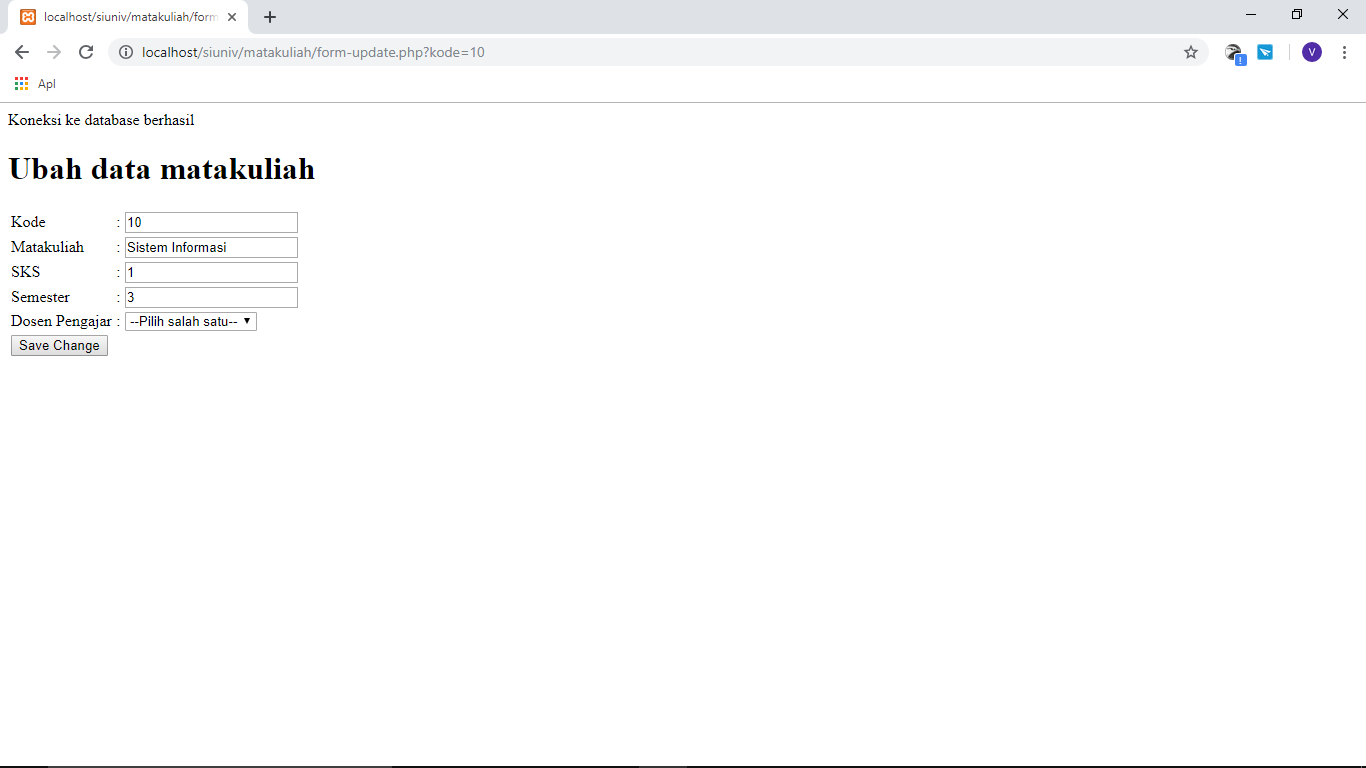 localhost/siuniv/matakuliah/form
localhost/siuniv/matakuliah/form-update.php?kode=10
V
Apl
Koneksi ke database berhasil
Ubah data matakuliah
Kode : 10
Matakuliah : Sistem Informasi
SKS : 1
Semester : 3
Dosen Pengajar : --Pilih salah satu--
Save Change